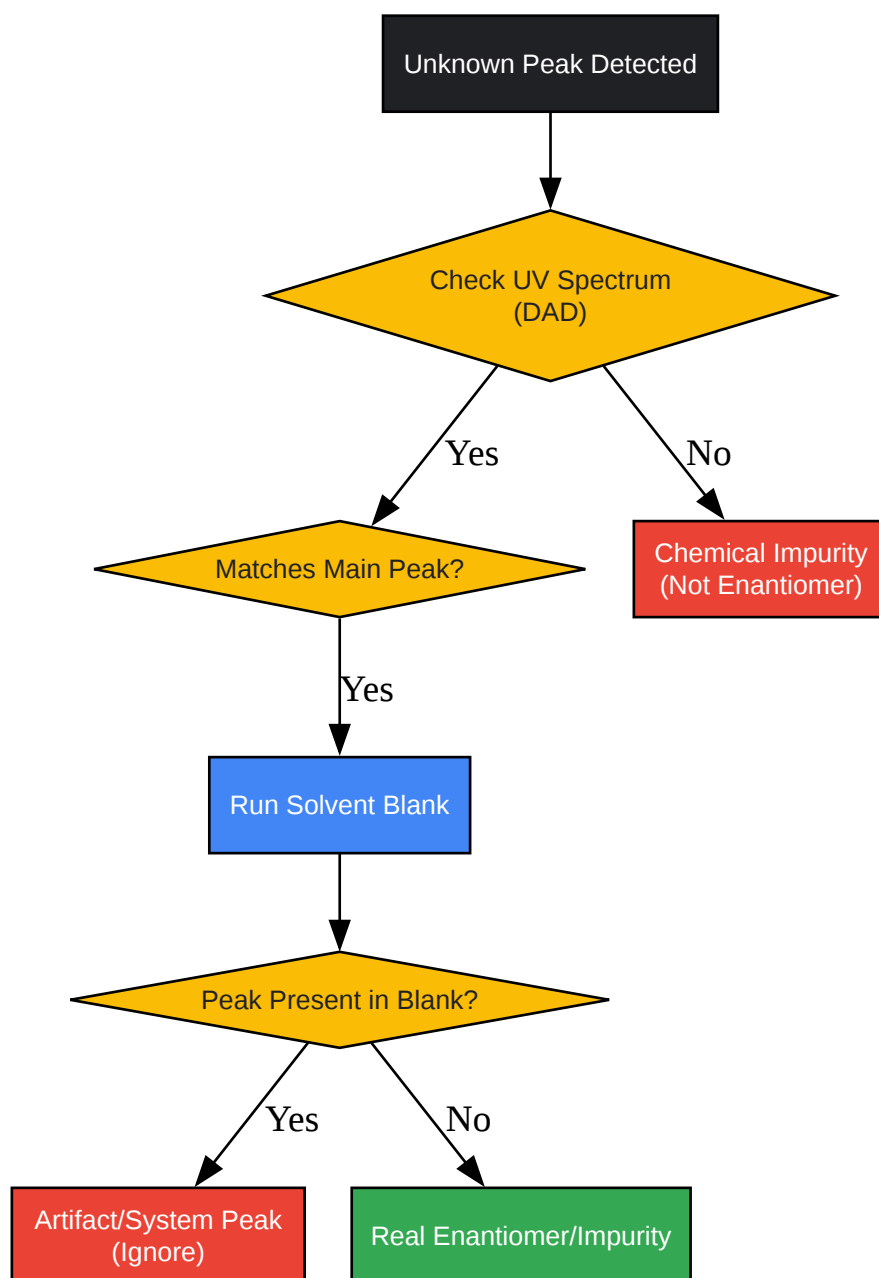 Unknown Peak Detected
Check UV Spectrum
(DAD)
Yes
No
Matches Main Peak?
Chemical Impurity
(Not Enantiomer)
Yes
Run Solvent Blank
Peak Present in Blank?
Yes
No
Artifact/System Peak
(Ignore)
Real Enantiomer/Impurity